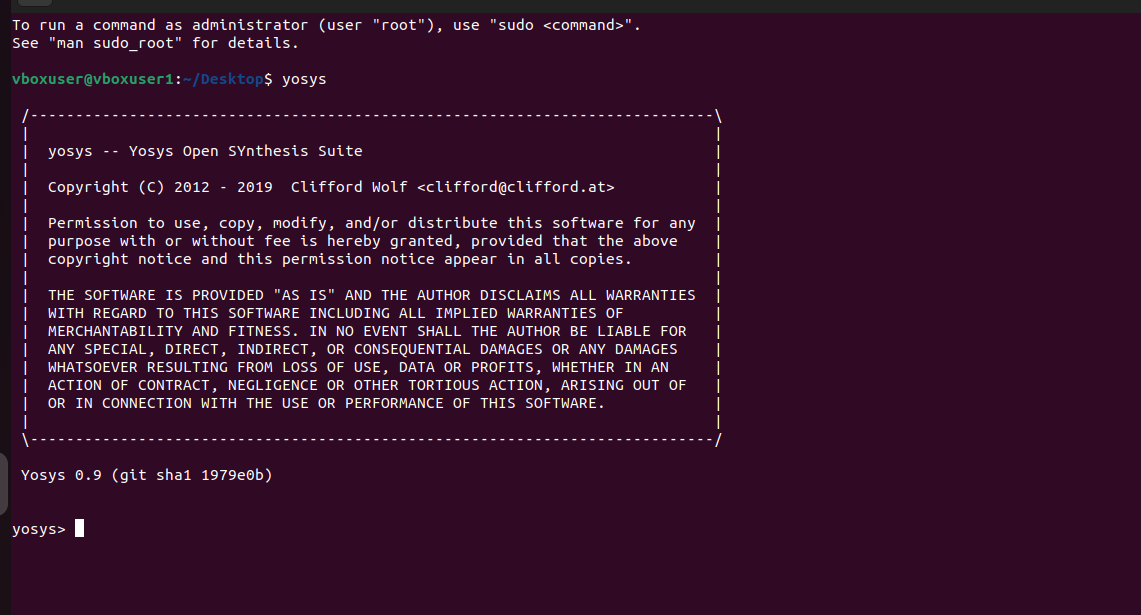 To run a command as administrator (user "root"), use "sudo <command>".
See "man sudo_root" for details.
vboxuser@vboxuser1:~/Desktop$ yosys
/----------------------------------------------------------------------------\
|                                                                            |
|  yosys -- Yosys Open SYnthesis Suite                                       |
|                                                                            |
|  Copyright (C) 2012 - 2019  Clifford Wolf <clifford@clifford.at>           |
|                                                                            |
|  Permission to use, copy, modify, and/or distribute this software for any  |
|  purpose with or without fee is hereby granted, provided that the above    |
|  copyright notice and this permission notice appear in all copies.         |
|                                                                            |
|  THE SOFTWARE IS PROVIDED "AS IS" AND THE AUTHOR DISCLAIMS ALL WARRANTIES  |
|  WITH REGARD TO THIS SOFTWARE INCLUDING ALL IMPLIED WARRANTIES OF          |
|  MERCHANTABILITY AND FITNESS. IN NO EVENT SHALL THE AUTHOR BE LIABLE FOR   |
|  ANY SPECIAL, DIRECT, INDIRECT, OR CONSEQUENTIAL DAMAGES OR ANY DAMAGES    |
|  WHATSOEVER RESULTING FROM LOSS OF USE, DATA OR PROFITS, WHETHER IN AN     |
|  ACTION OF CONTRACT, NEGLIGENCE OR OTHER TORTIOUS ACTION, ARISING OUT OF   |
|  OR IN CONNECTION WITH THE USE OR PERFORMANCE OF THIS SOFTWARE.            |
|                                                                            |
\----------------------------------------------------------------------------/
Yosys 0.9 (git sha1 1979e0b)
yosys>